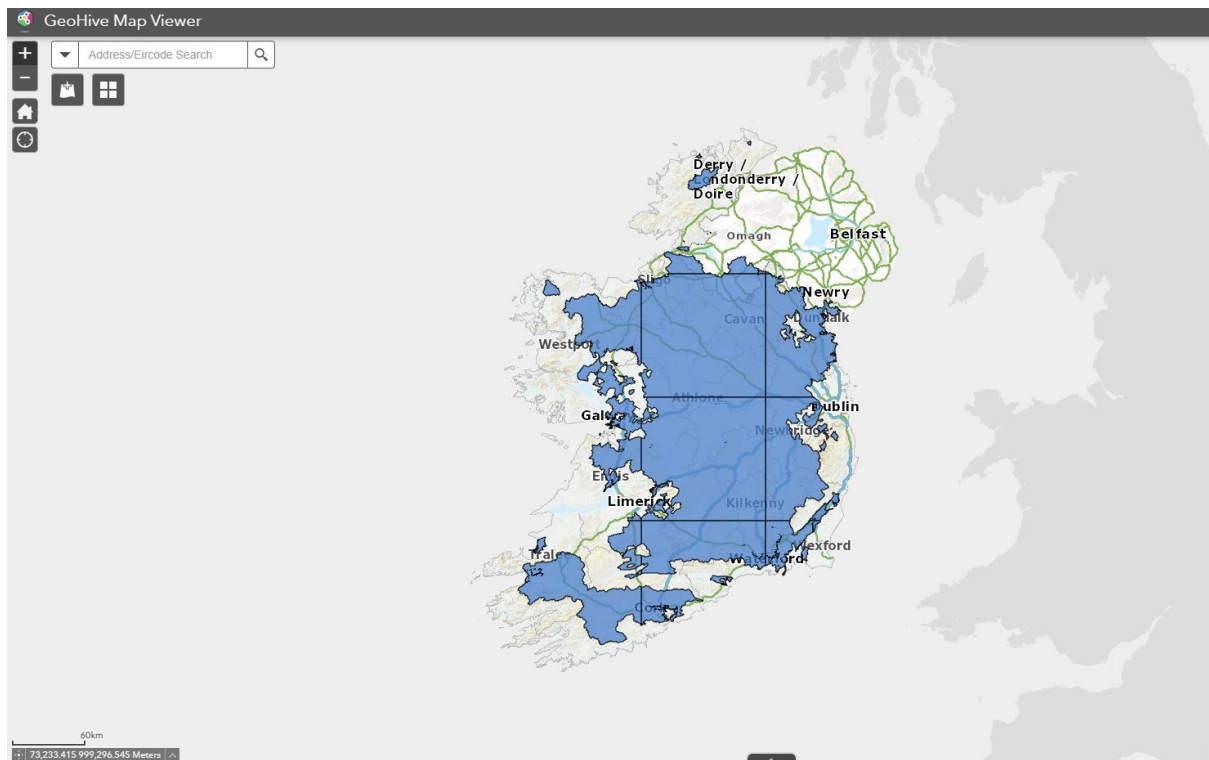 GeoHive Map Viewer
Address/Eircode Search
Derry /
Londonderry /
Doire
Omagh
Belfast
Newry
Sligo
Cavan
Dundalk
Westport
Athlone
Dublin
Galway
Newbridge
Ennis
Limerick
Kilkenny
Tralee
Waterford
Wexford
Cork
60km
73,233.415 999,296.545 Meters